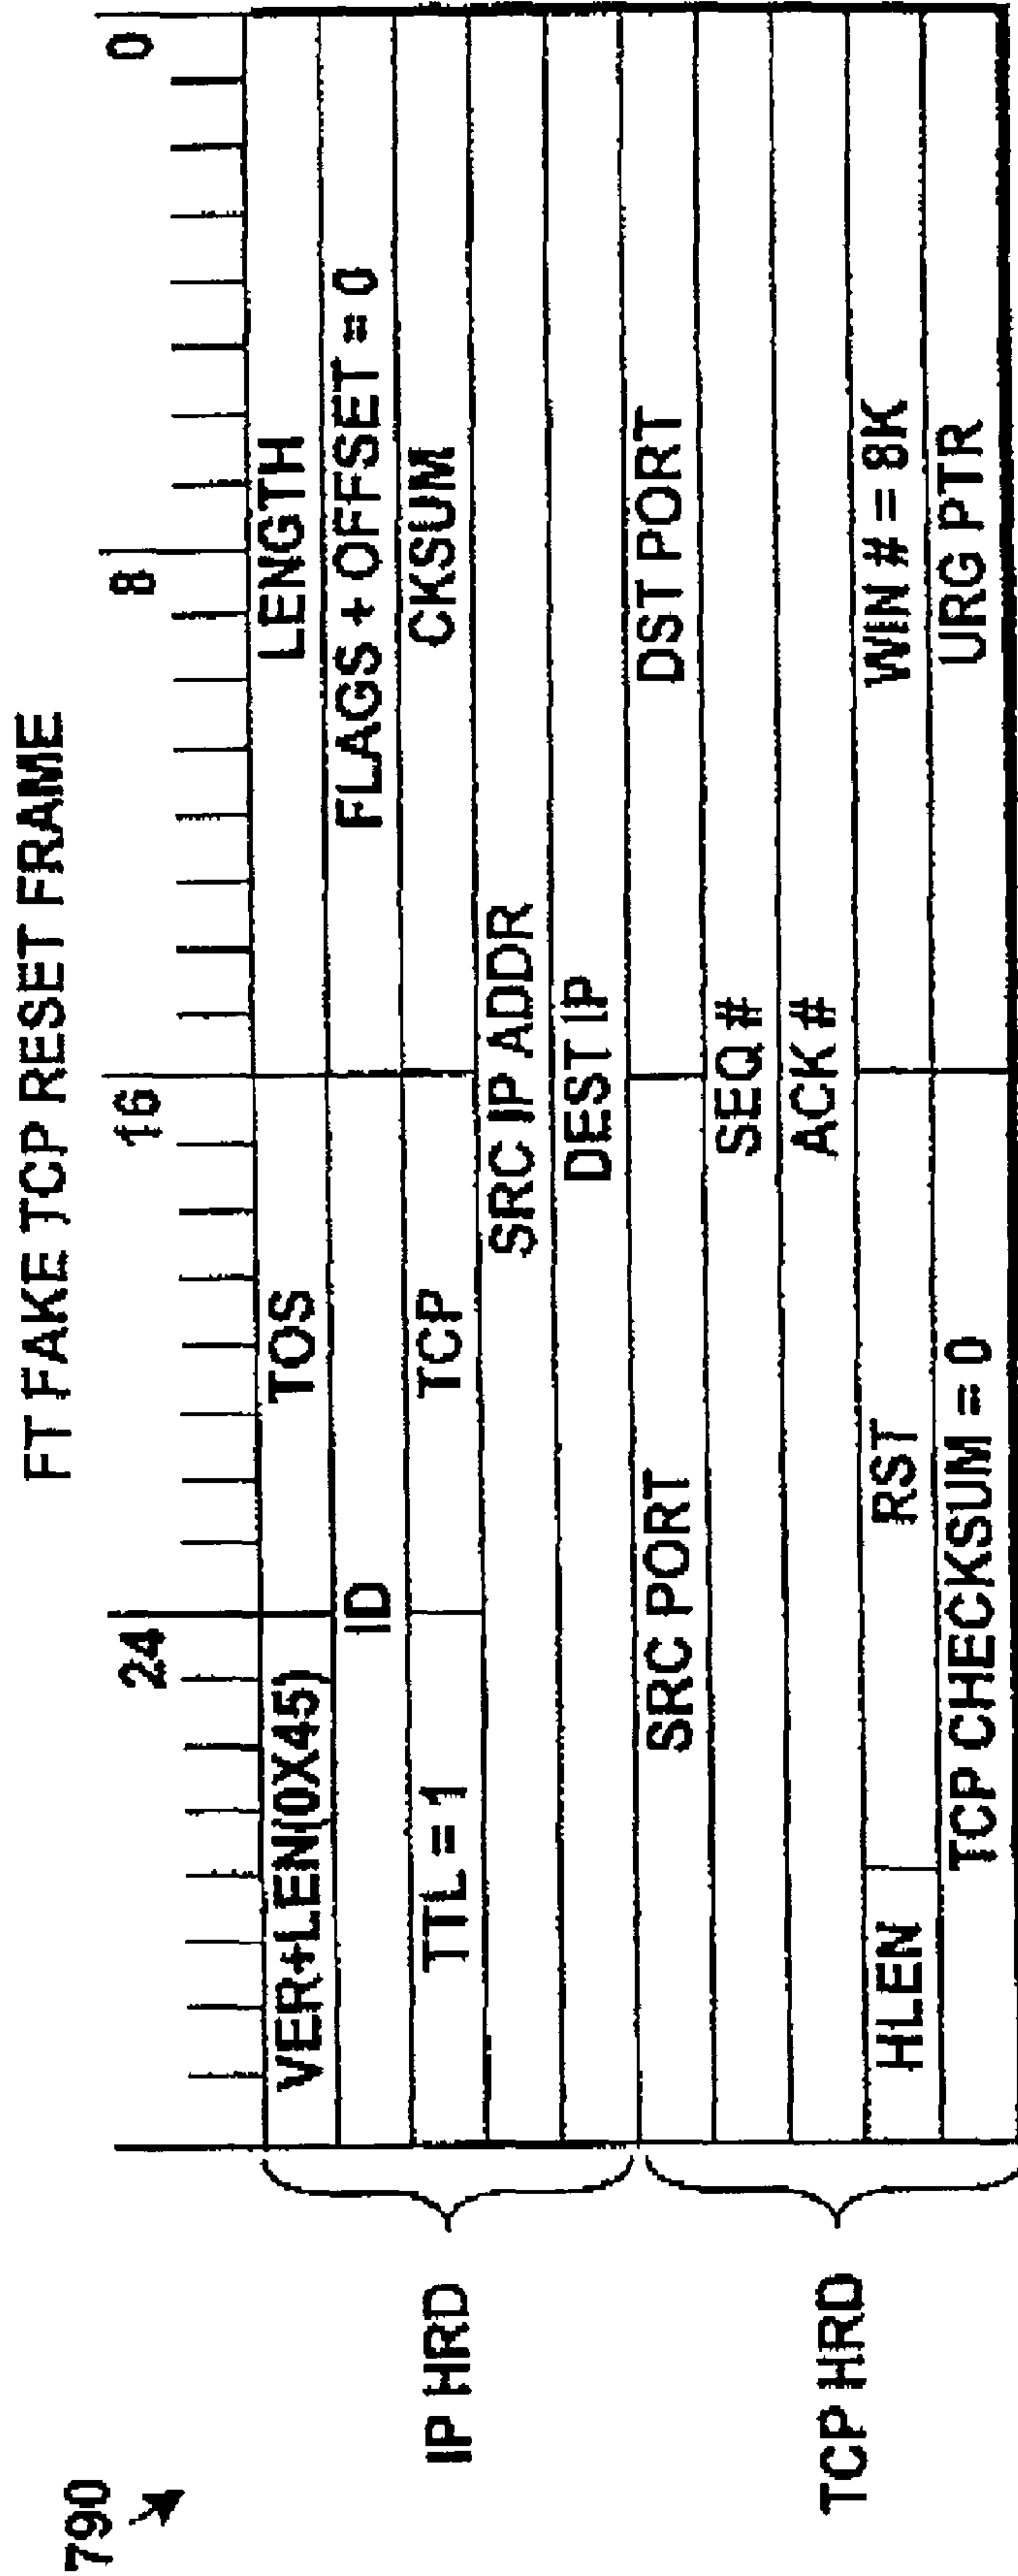 790
FT FAKE TCP RESET FRAME
24 16 8 0
IP HRD
VER+LEN(0X45) TOS LENGTH
ID FLAGS + OFFSET = 0
TTL = 1 TCP CKSUM
SRC IP ADDR
DEST IP
TCP HRD
SRC PORT DST PORT
SEQ #
ACK #
HLEN RST WIN # = 8K
TCP CHECKSUM = 0 URG PTR